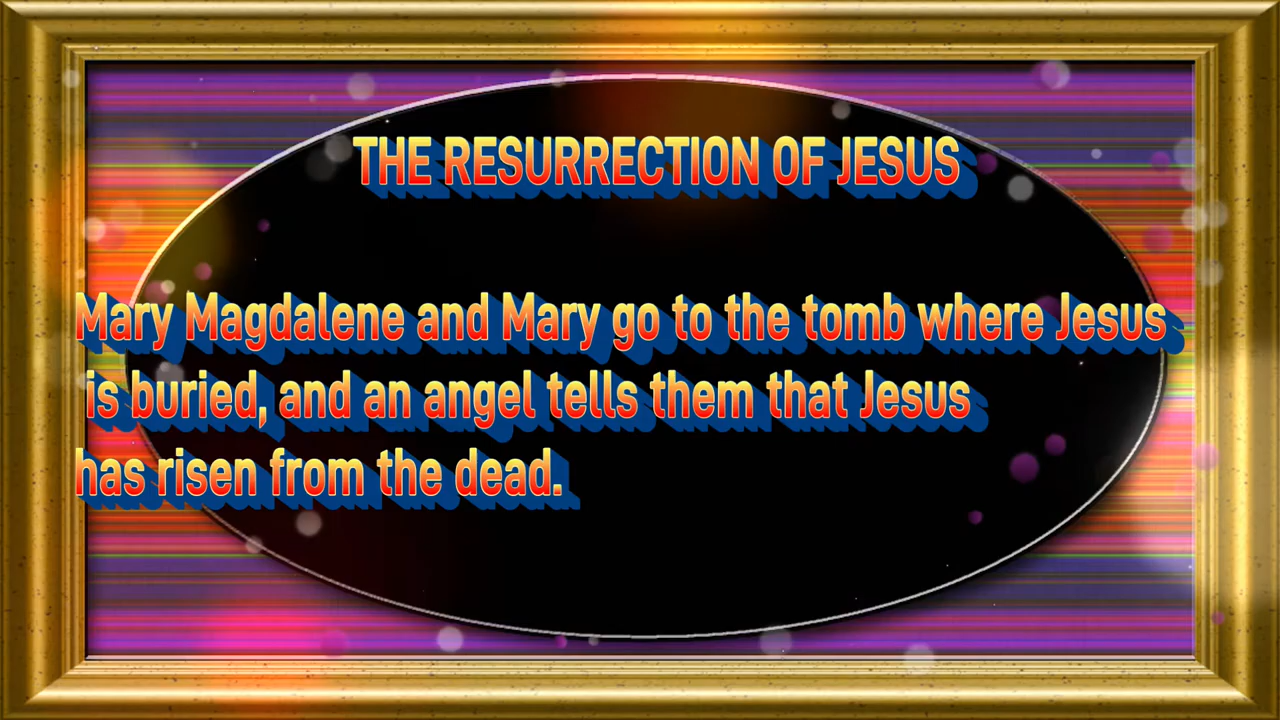 THE RESURRECTION OF JESUS
Mary Magdalene and Mary go to the tomb where Jesus
is buried, and an angel tells them that Jesus
has risen from the dead.